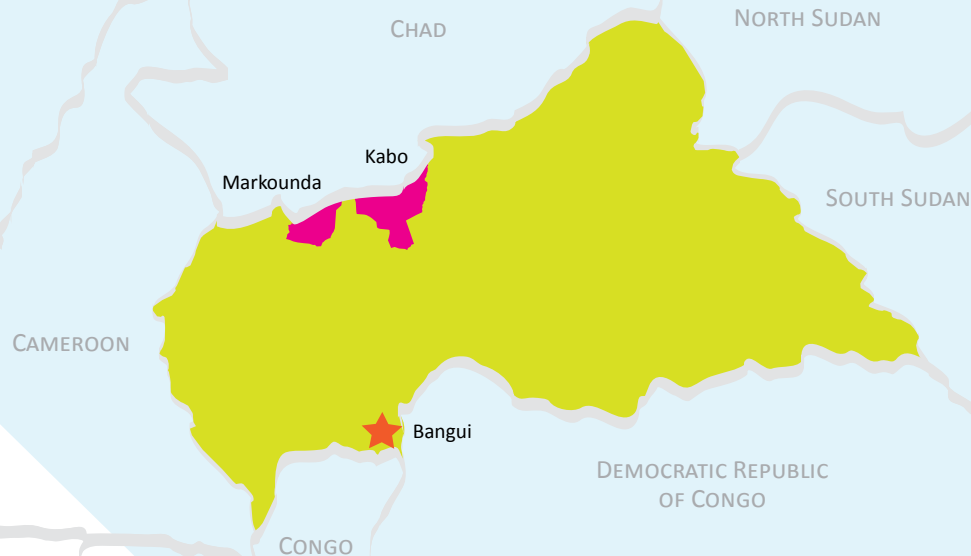 CHAD
NORTH SUDAN
Kabo
Markounda
SOUTH SUDAN
CAMEROON
Bangui
DEMOCRATIC REPUBLIC
OF CONGO
CONGO